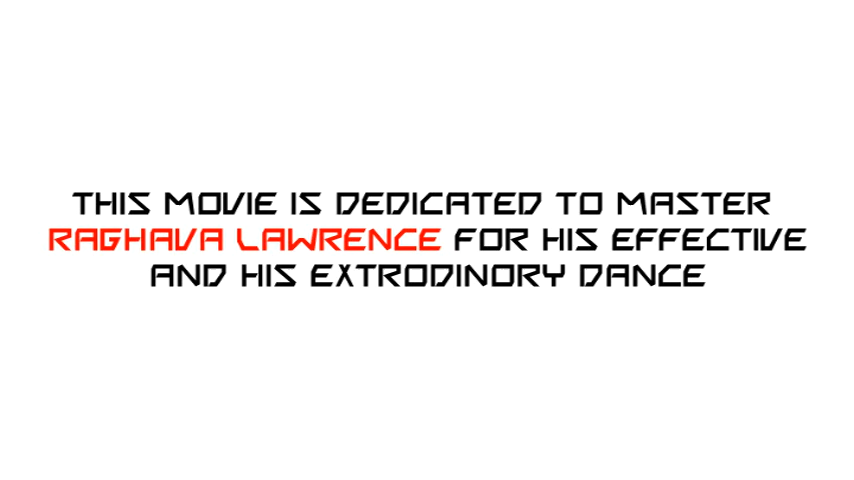 THIS MOVIE IS DEDICATED TO MASTER
RAGHAVA LAWRENCE FOR HIS EFFECTIVE
AND HIS EXTRODINORY DANCE